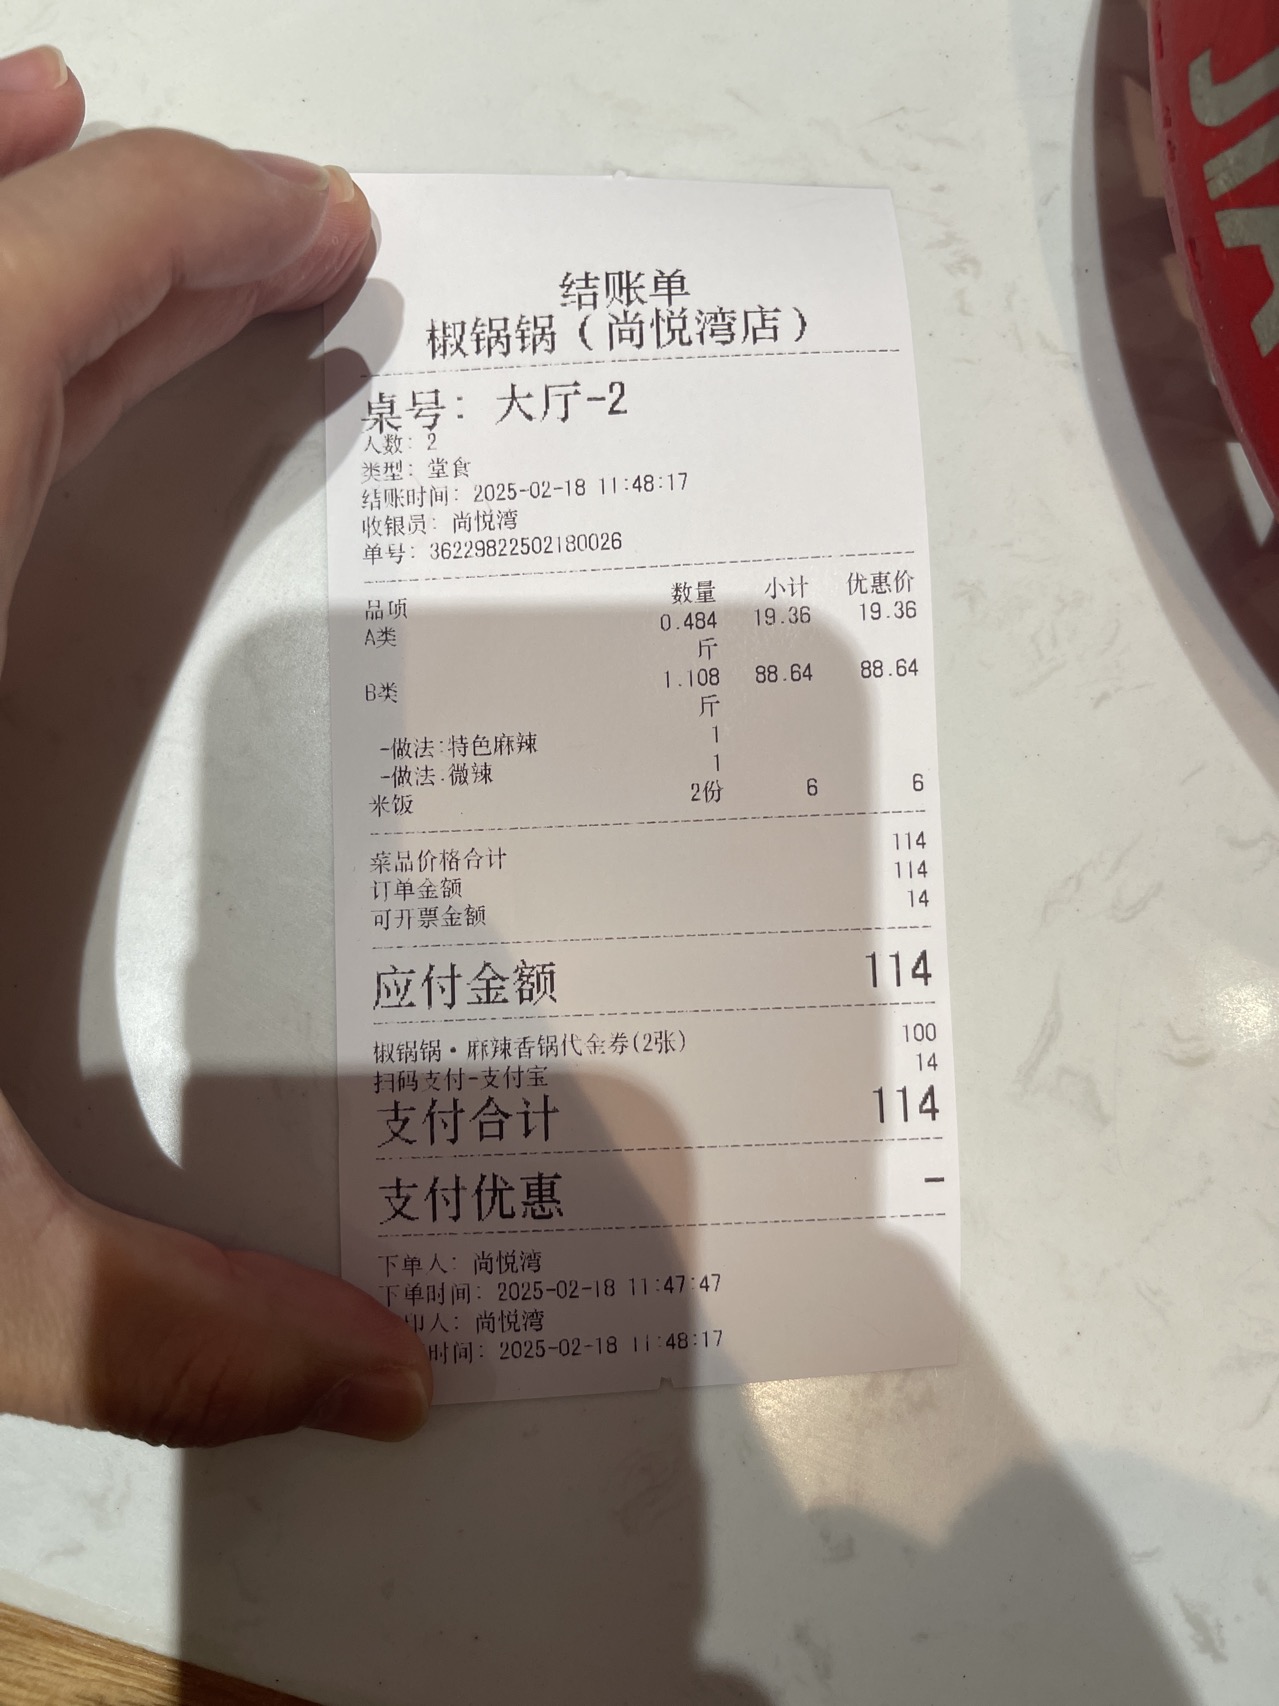 结账单
椒锅锅(尚悦湾店)
桌号: 大厅-2
人数: 2
类型: 堂食
结账时间: 2025-02-18 11:48:17
收银员: 尚悦湾
单号: 36229822502180026
品项 数量 小计 优惠价
A类 0.484 19.36 19.36
斤
B类 1.108 88.64 88.64
斤
-做法:特色麻辣 1
-做法:微辣 1
米饭 2份 6 6
菜品价格合计 114
订单金额 114
可开票金额 14
应付金额 114
椒锅锅•麻辣香锅代金券(2张) 100
扫码支付-支付宝 14
支付合计 114
支付优惠 -
下单人: 尚悦湾
下单时间: 2025-02-18 11:47:47
印人: 尚悦湾
时间: 2025-02-18 11:48:17
JIA